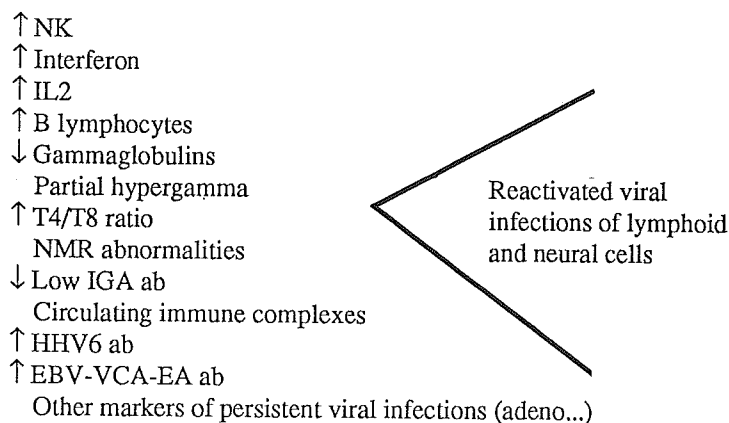 ↑ NK
↑ Interferon
↑ IL2
↑ B lymphocytes
↓ Gammaglobulins
Partial hypergamma
↑ T4/T8 ratio
NMR abnormalities
↓ Low IGA ab
Circulating immune complexes
↑ HHV6 ab
↑ EBV-VCA-EA ab
Other markers of persistent viral infections (adeno...)
Reactivated viral
infections of lymphoid
and neural cells